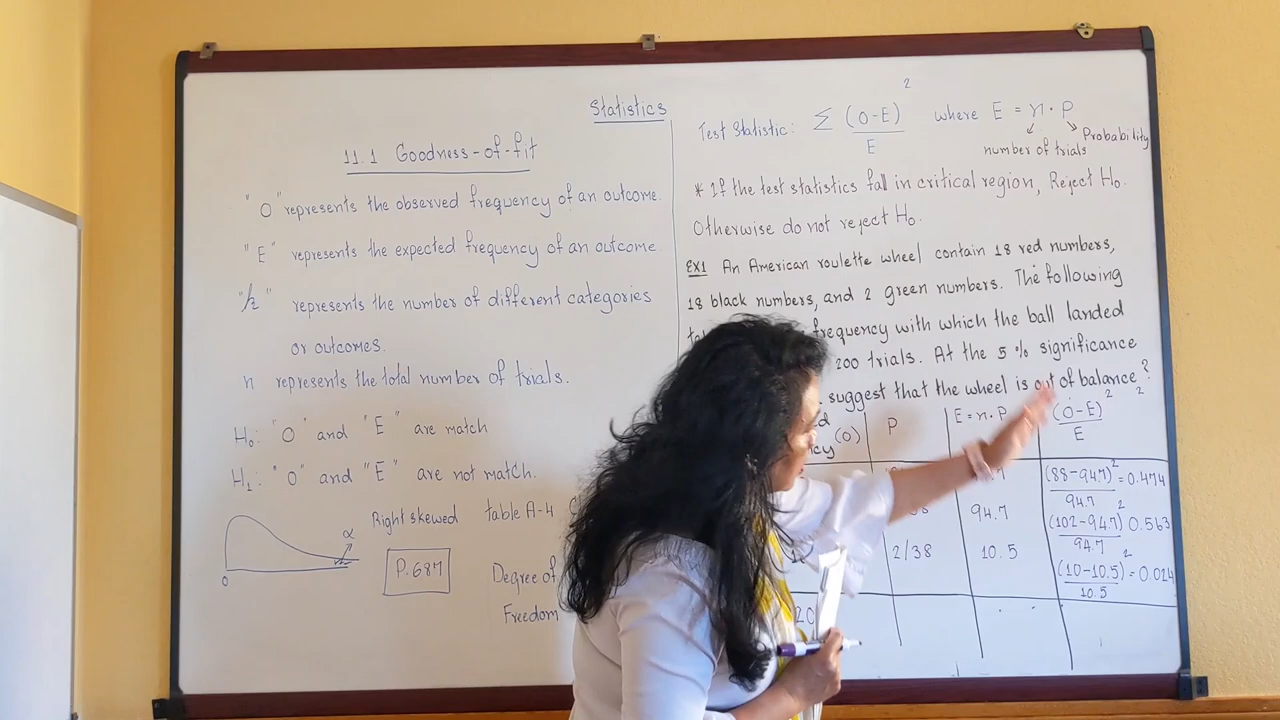 Statistics
11.1 Goodness-of-fit
"O" represents the observed frequency of an outcome.
"E" represents the expected frequency of an outcome
"k" represents the number of different categories
or outcomes.
n represents the total number of trials.
H₀: "O" and "E" are match
H₁: "O" and "E" are not match.
Right skewed table A-4
α
0
P. 687
Degree of
Freedom
Test Statistic: Σ (O-E)²/E where E = n · P
number of trials
Probability
* If the test statistics fall in critical region, Reject H₀.
Otherwise do not reject H₀.
Ex1 An American roulette wheel contain 18 red numbers,
18 black numbers, and 2 green numbers. The following
frequency with which the ball landed
200 trials. At the 5% significance
suggest that the wheel is out of balance?
(O) P E = n · P (O-E)²/E
(88-94.7)²/94.7 = 0.474
94.7 (102-94.7)²/94.7 0.563
2/38 10.5 (10-10.5)²/10.5 = 0.024